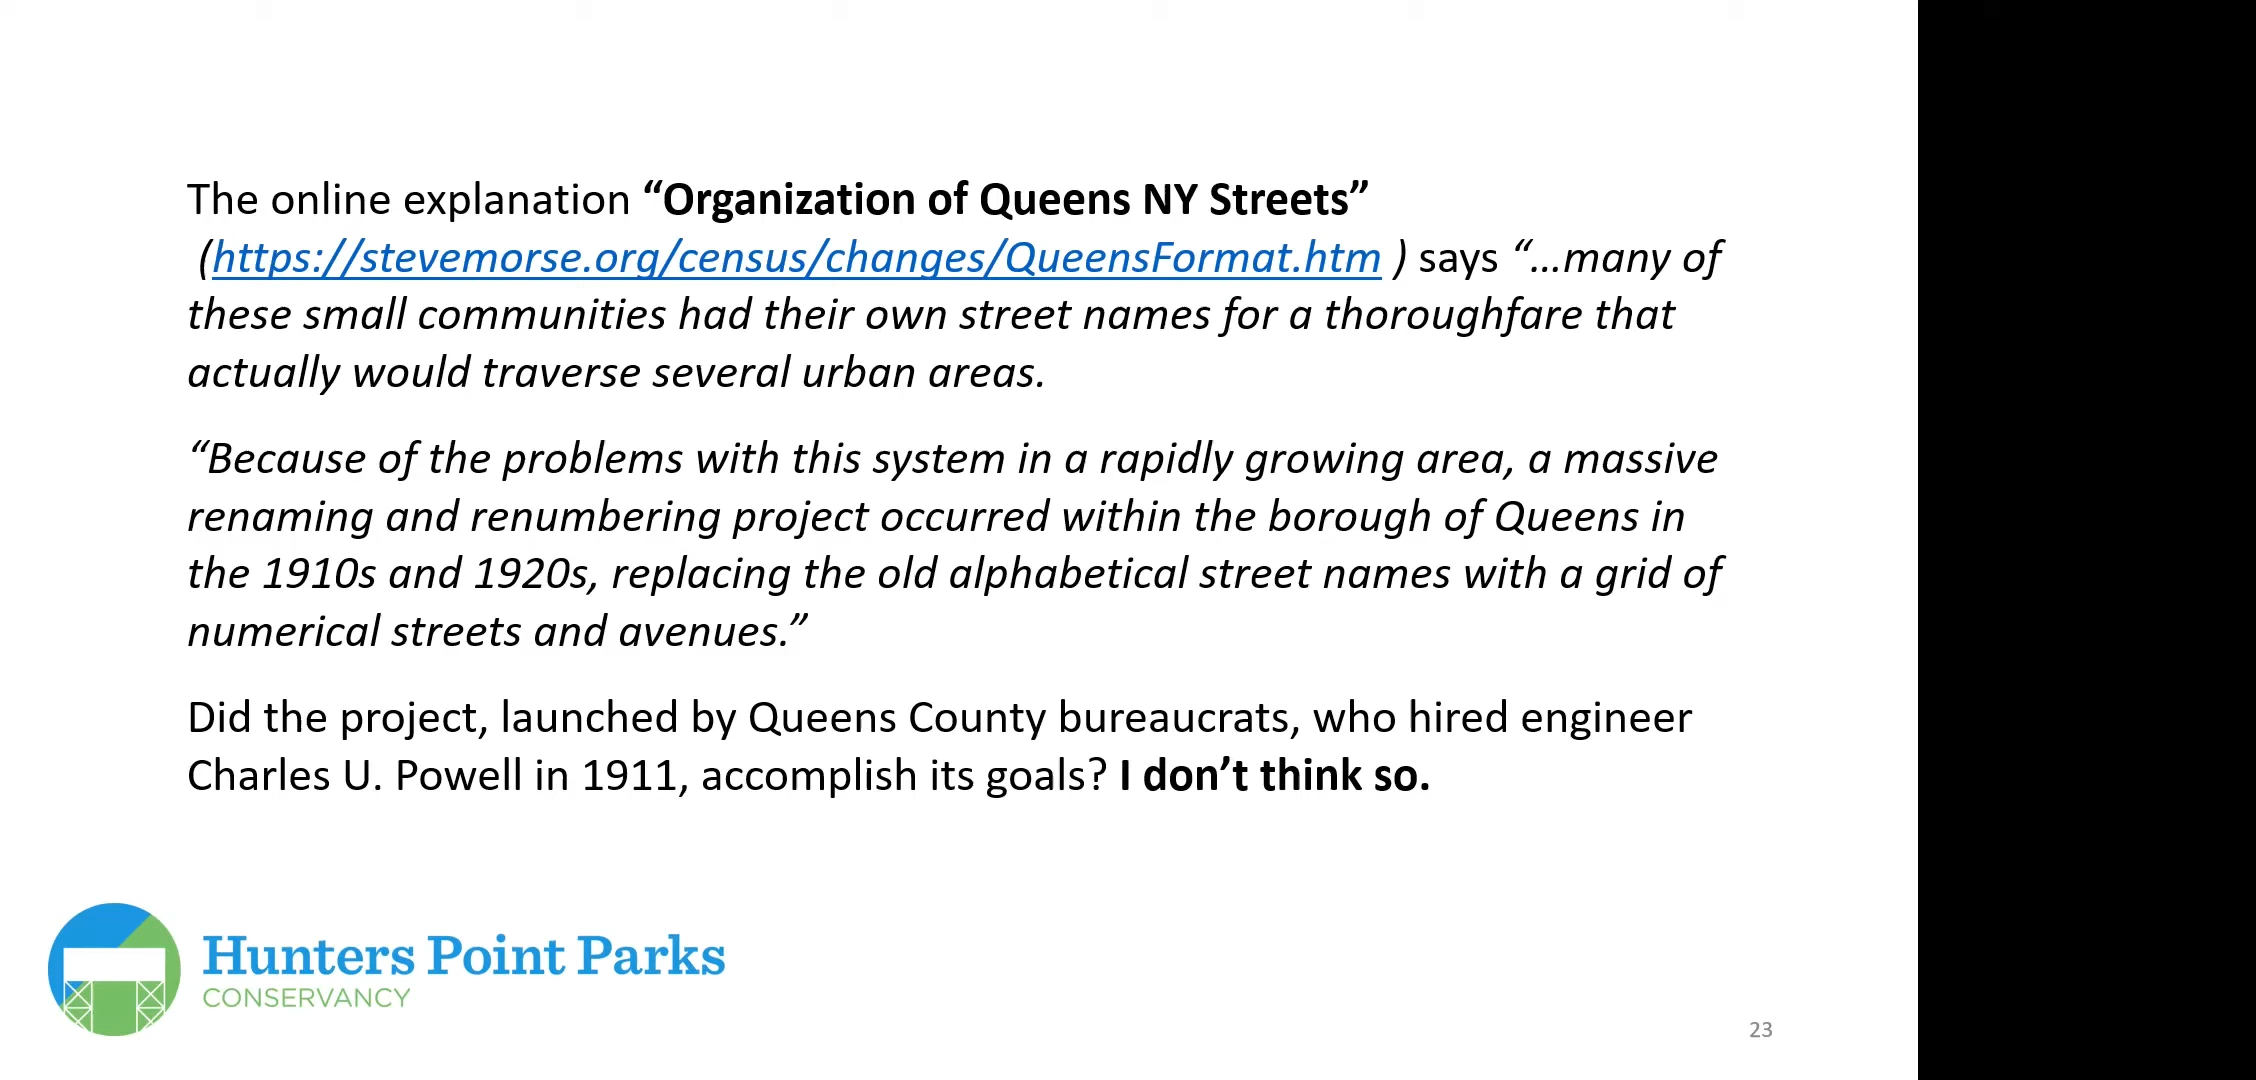 The online explanation “Organization of Queens NY Streets”
(https://stevemorse.org/census/changes/QueensFormat.htm ) says “…many of
these small communities had their own street names for a thoroughfare that
actually would traverse several urban areas.
“Because of the problems with this system in a rapidly growing area, a massive
renaming and renumbering project occurred within the borough of Queens in
the 1910s and 1920s, replacing the old alphabetical street names with a grid of
numerical streets and avenues.”
Did the project, launched by Queens County bureaucrats, who hired engineer
Charles U. Powell in 1911, accomplish its goals? I don’t think so.
Hunters Point Parks
CONSERVANCY
23